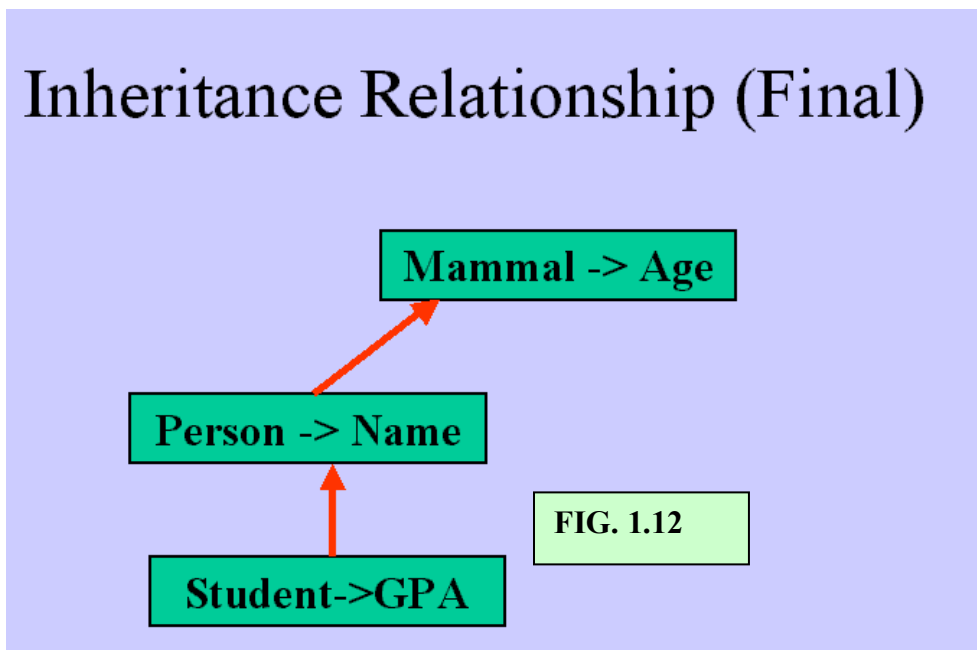 Inheritance Relationship (Final)
Mammal -> Age
Person -> Name
FIG. 1.12
Student->GPA